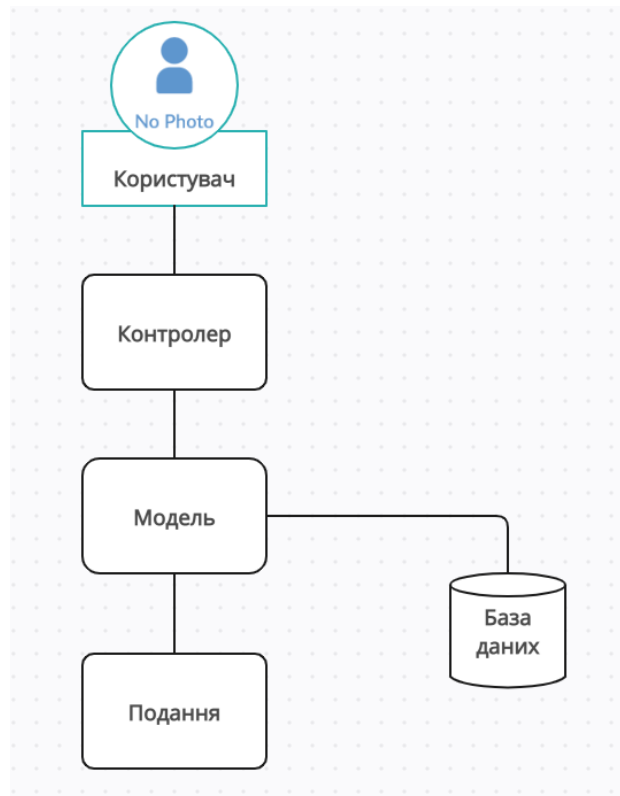 No Photo
Користувач
Контролер
Модель
База
даних
Подання